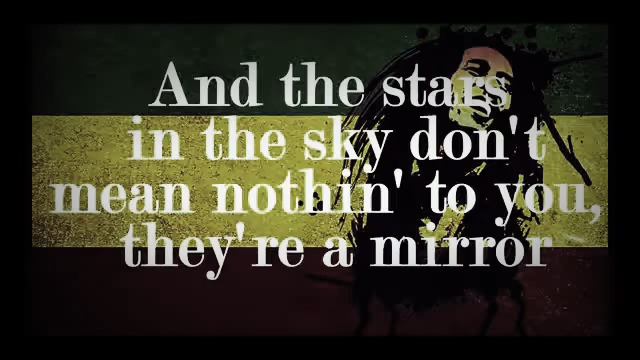 And the stars
in the sky don't
mean nothin' to you,
they're a mirror